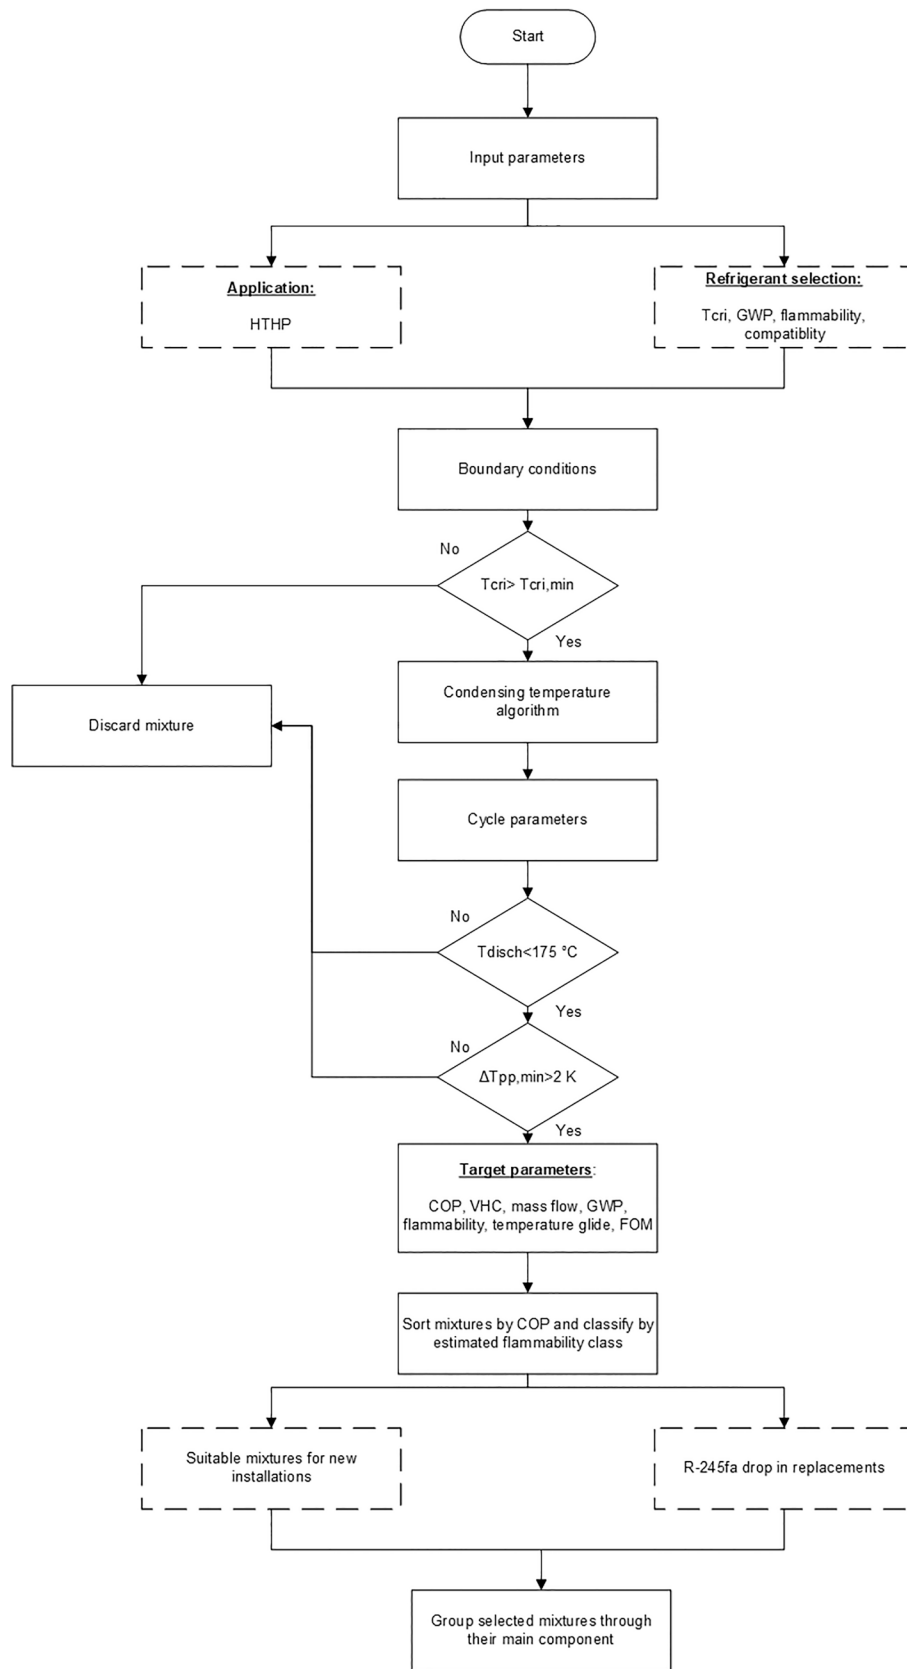 Start
Input parameters
Application:
HTHP
Refrigerant selection:
Tcri, GWP, flammability,
compatiblity
Boundary conditions
No
Tcri> Tcri,min
Yes
Condensing temperature
algorithm
Discard mixture
Cycle parameters
No
Tdisch<175 °C
Yes
No
ΔTpp,min>2 K
Yes
Target parameters:
COP, VHC, mass flow, GWP,
flammability, temperature glide, FOM
Sort mixtures by COP and classify by
estimated flammability class
Suitable mixtures for new
installations
R-245fa drop in replacements
Group selected mixtures through
their main component